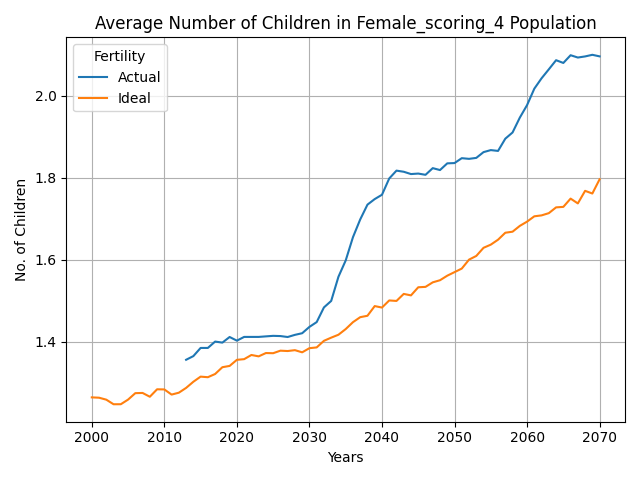 Average Number of Children in Female_scoring_4 Population
Fertility
Actual
Ideal
No. of Children
2.0
1.8
1.6
1.4
2000 2010 2020 2030 2040 2050 2060 2070
Years